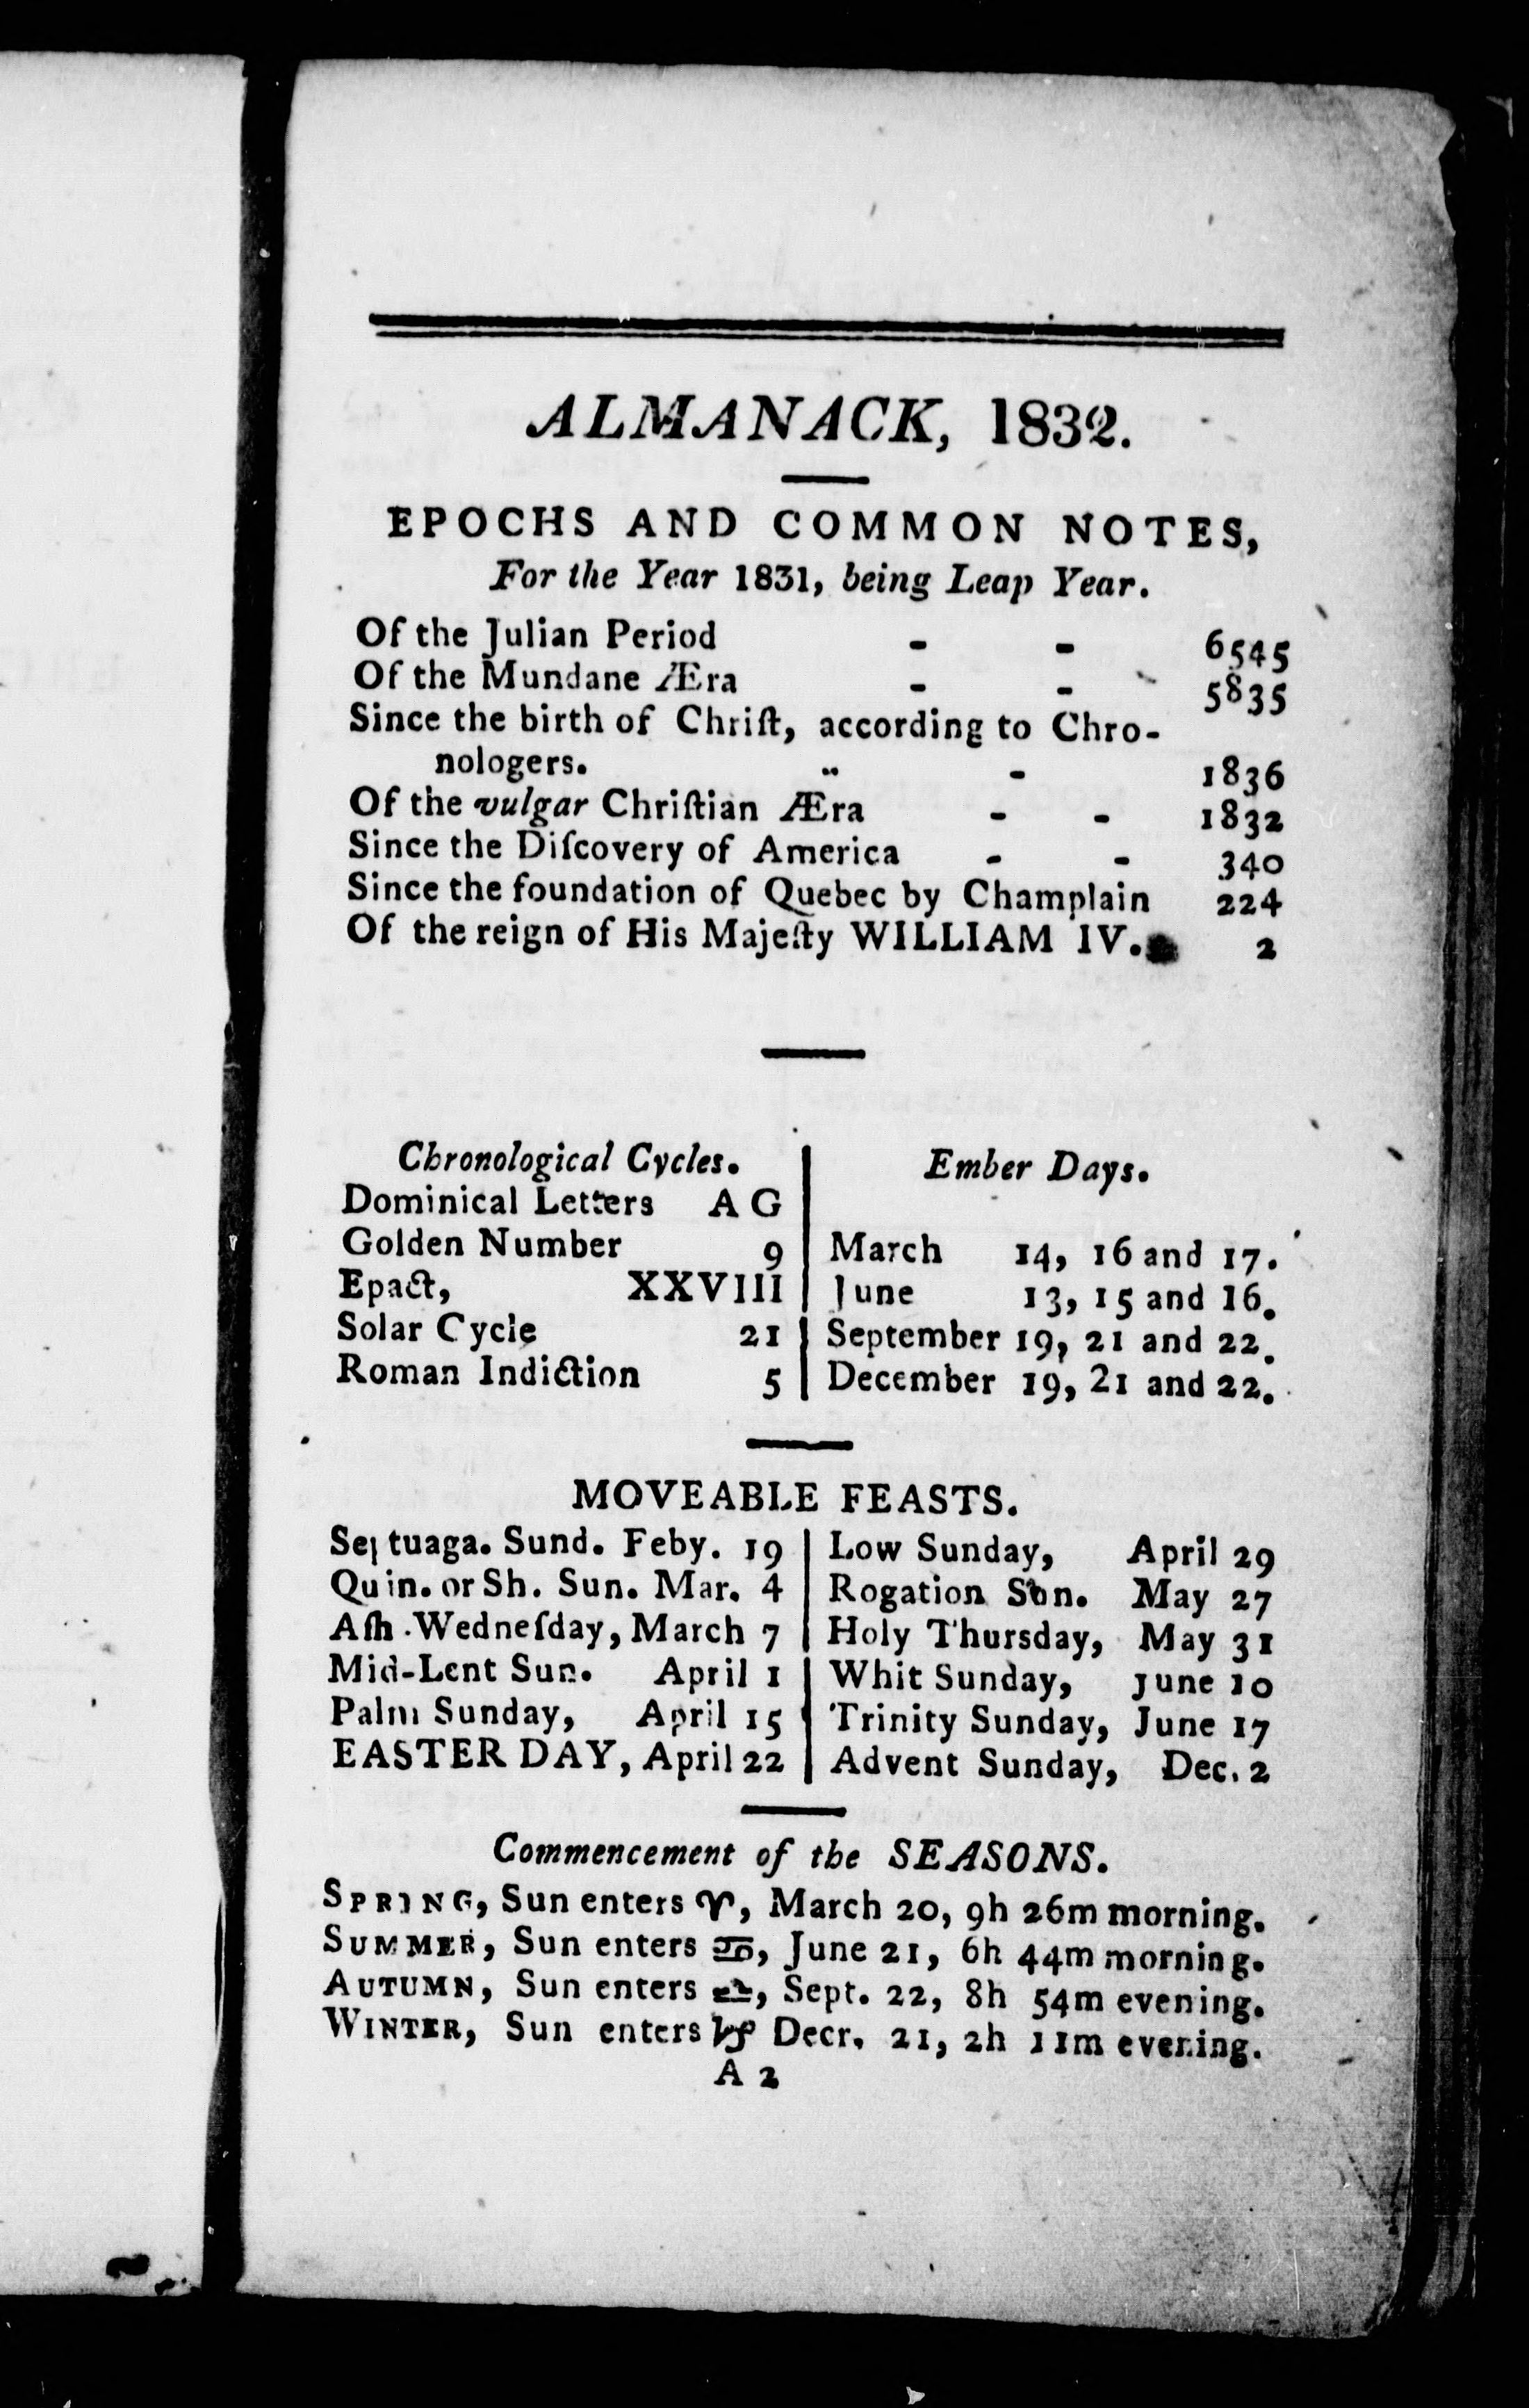 ALMANACK, 1832.
EPOCHS AND COMMON NOTES,
For the Year 1831, being Leap Year.
Of the Julian Period - - 6545
Of the Mundane Æra - - 5835
Since the birth of Chriſt, according to Chro-
nologers. - - 1836
Of the vulgar Chriſtian Æra - - 1832
Since the Diſcovery of America - - 340
Since the foundation of Quebec by Champlain 224
Of the reign of His Majeſty WILLIAM IV. 2
Chronological Cycles.
Dominical Letters A G
Golden Number 9
Epact, XXVIII
Solar Cycle 21
Roman Indiction 5
Ember Days.
March 14, 16 and 17.
June 13, 15 and 16.
September 19, 21 and 22.
December 19, 21 and 22.
MOVEABLE FEASTS.
Septuaga. Sund. Feby. 19
Quin. or Sh. Sun. Mar. 4
Aſh Wedneſday, March 7
Mid-Lent Sun. April 1
Palm Sunday, April 15
EASTER DAY, April 22
Low Sunday, April 29
Rogation Sun. May 27
Holy Thursday, May 31
Whit Sunday, June 10
Trinity Sunday, June 17
Advent Sunday, Dec. 2
Commencement of the SEASONS.
SPRING, Sun enters ♈, March 20, 9h 26m morning.
SUMMER, Sun enters ♋, June 21, 6h 44m morning.
AUTUMN, Sun enters ♎, Sept. 22, 8h 54m evening.
WINTER, Sun enters ♑ Decr. 21, 2h 11m evening.
A 2